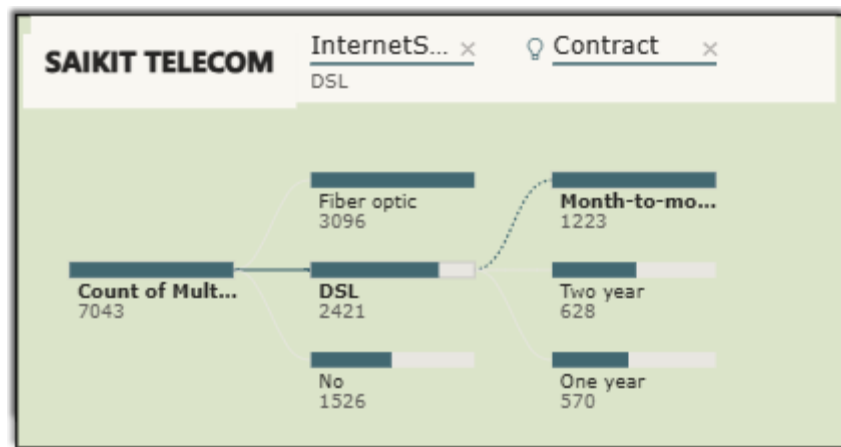 SAIKIT TELECOM
InternetS... ×
Contract ×
DSL
Fiber optic
3096
Month-to-mo...
1223
Count of Mult...
7043
DSL
2421
Two year
628
No
1526
One year
570